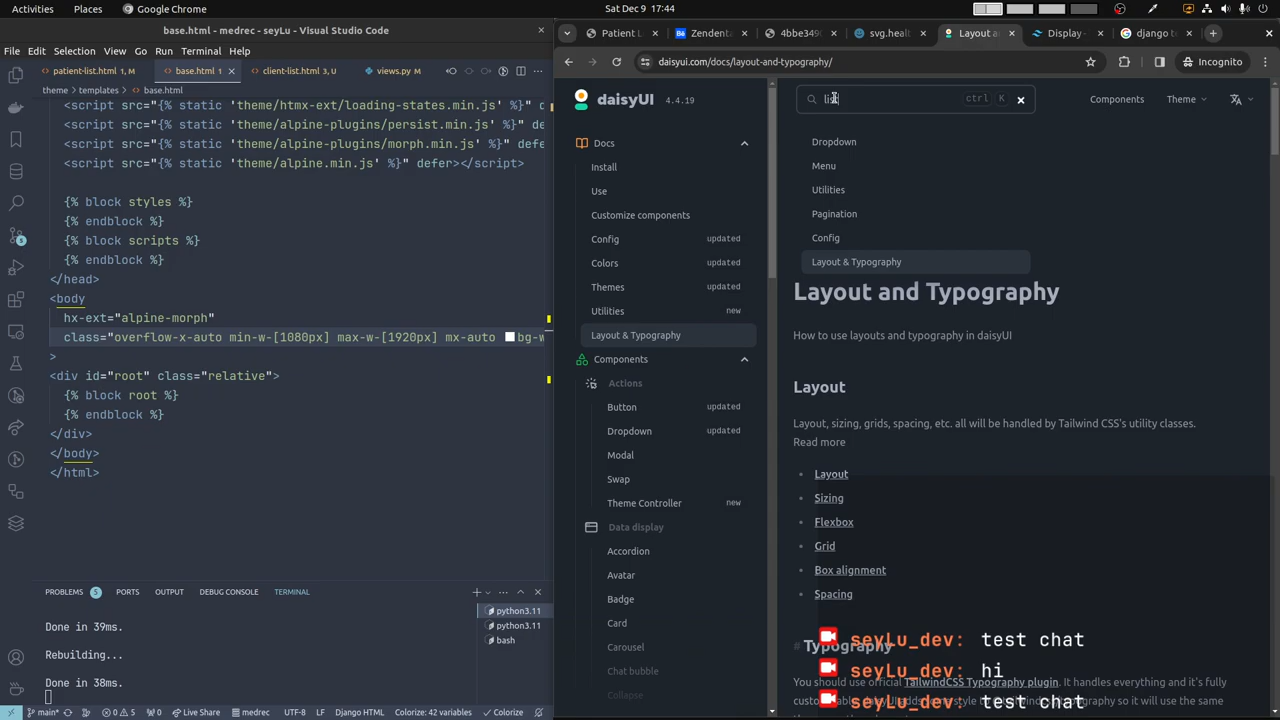 Activities
Places
Google Chrome
Sat Dec 9 17:44
base.html - medrec - seyLu - Visual Studio Code
File Edit Selection View Go Run Terminal Help
patient-list.html 1, M
base.html 1
client-list.html 3, U
views.py M
theme > templates > base.html
<script src="{% static 'theme/htmx-ext/loading-states.min.js' %}" de
<script src="{% static 'theme/alpine-plugins/persist.min.js' %}" def
<script src="{% static 'theme/alpine-plugins/morph.min.js' %}" defer
<script src="{% static 'theme/alpine.min.js' %}" defer></script>
{% block styles %}
{% endblock %}
{% block scripts %}
{% endblock %}
</head>
<body
hx-ext="alpine-morph"
class="overflow-x-auto min-w-[1080px] max-w-[1920px] mx-auto bg-w
>
<div id="root" class="relative">
{% block root %}
{% endblock %}
</div>
</body>
</html>
PROBLEMS 5 PORTS OUTPUT DEBUG CONSOLE TERMINAL
Done in 39ms.
Rebuilding...
Done in 38ms.
python3.11
python3.11
bash
main* 0 5 0 Live Share medrec UTF-8 LF Django HTML Colorize: 42 variables Colorize
Patient L
Zendenta
4bbe349
svg.healt
Layout a
Display -
django te
daisyui.com/docs/layout-and-typography/
Incognito
daisyUI 4.4.19
Docs
Install
Use
Customize components
Config updated
Colors updated
Themes updated
Utilities new
Layout & Typography
Components
Actions
Button updated
Dropdown updated
Modal
Swap
Theme Controller new
Data display
Accordion
Avatar
Badge
Card
Carousel
Chat bubble
Collapse
ctrl K
Components Theme
Dropdown
Menu
Utilities
Pagination
Config
Layout & Typography
Layout and Typography
How to use layouts and typography in daisyUI
Layout
Layout, sizing, grids, spacing, etc. all will be handled by Tailwind CSS's utility classes.
Read more
Layout
Sizing
Flexbox
Grid
Box alignment
Spacing
# Typography
You should use official TailwindCSS Typography plugin. It handles everything and it's fully
seyLu_dev: test chat
seyLu_dev: hi
seyLu_dev: test chat